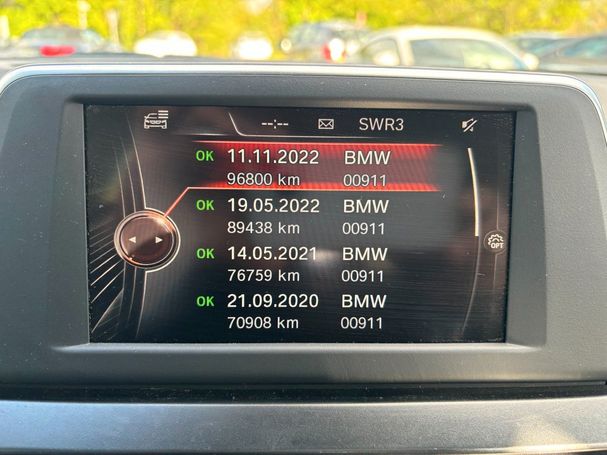 --:-- SWR3
OK 11.11.2022 BMW
96800 km 00911
OK 19.05.2022 BMW
89438 km 00911
OK 14.05.2021 BMW
76759 km 00911
OK 21.09.2020 BMW
70908 km 00911
OPT